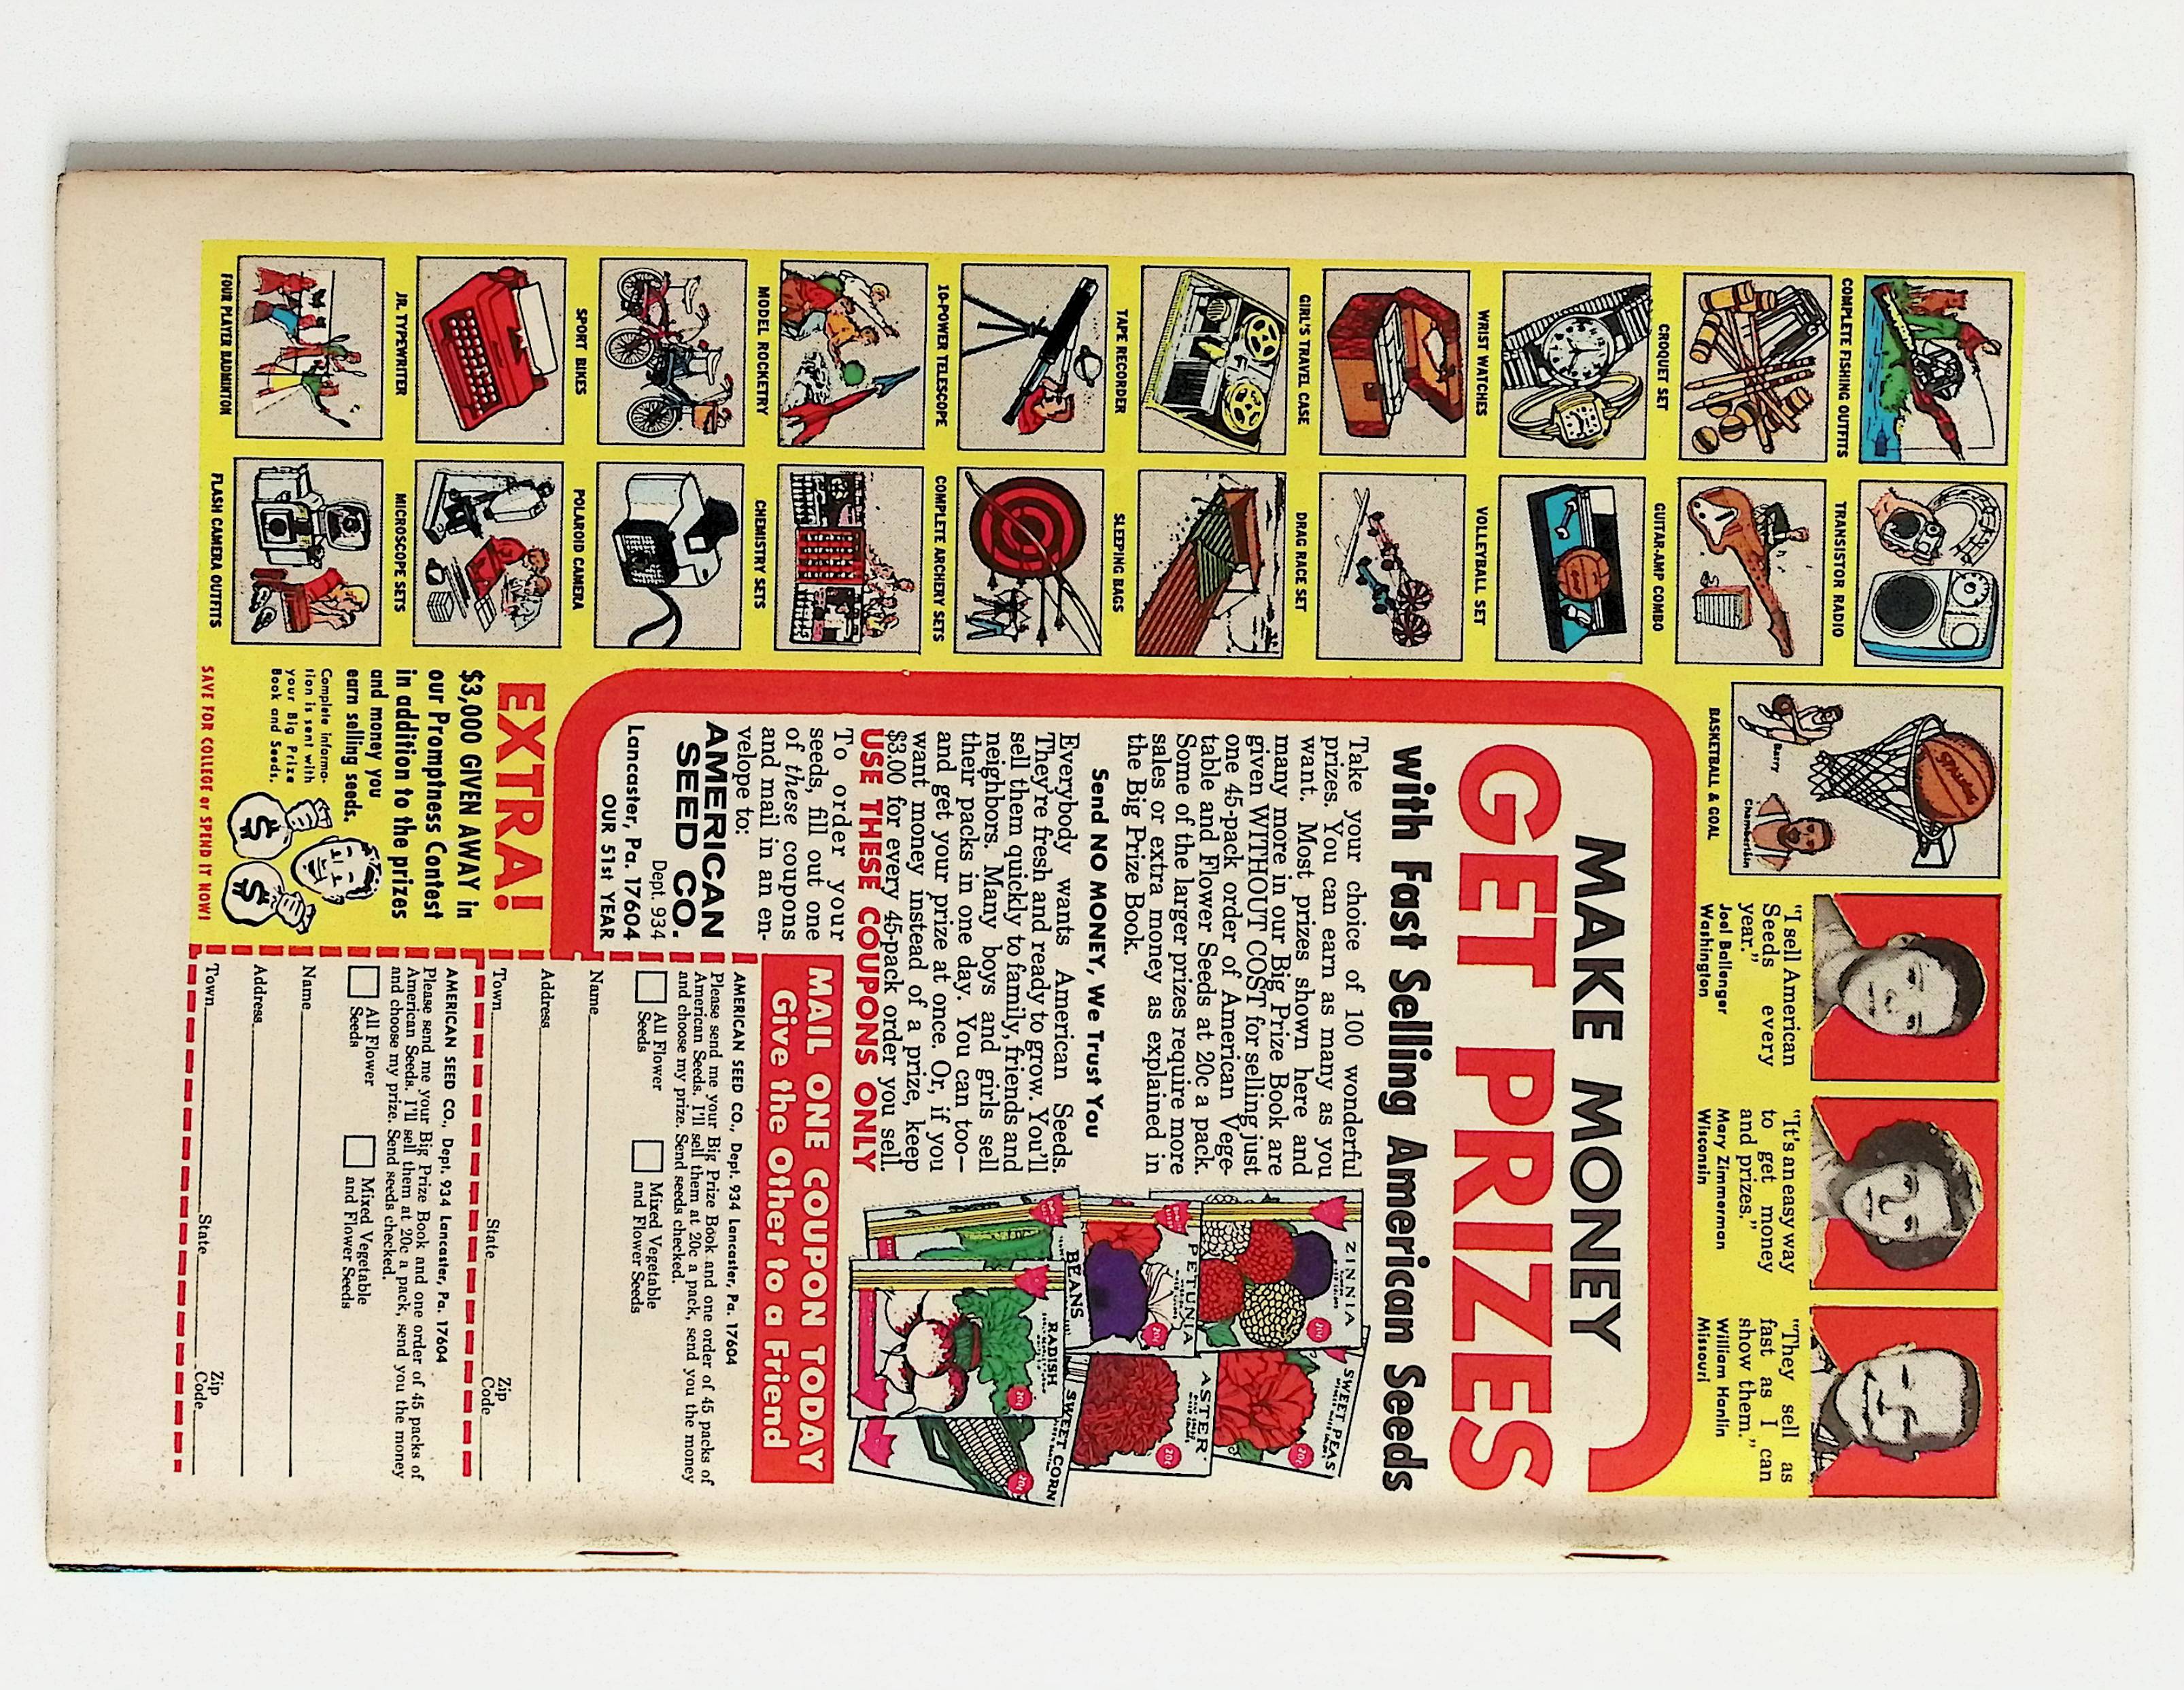 COMPLETE FISHING OUTFITS
TRANSISTOR RADIO
CROQUET SET
GUITAR-AMP COMBO
WRIST WATCHES
VOLLEYBALL SET
GIRL'S TRAVEL CASE
DRAG RACE SET
TAPE RECORDER
SLEEPING BAGS
10-POWER TELESCOPE
COMPLETE ARCHERY SETS
MODEL ROCKETRY
CHEMISTRY SETS
SPORT BIKES
POLAROID CAMERA
JR. TYPEWRITER
MICROSCOPE SETS
FOUR PLAYER BADMINTON
FLASH CAMERA OUTFITS
SPALDING
Barry
Chamberlain
BASKETBALL & GOAL
"I sell American
Seeds every
year."
Joel Ballenger
Washington
"It's an easy way
to get money
and prizes."
Mary Zimmerman
Wisconsin
"They sell as
fast as I can
show them."
William Hanlin
Missouri
MAKE MONEY
GET PRIZES
with Fast Selling American Seeds
Take your choice of 100 wonderful
prizes. You can earn as many as you
want. Most prizes shown here and
many more in our Big Prize Book are
given WITHOUT COST for selling just
one 45-pack order of American Vege-
table and Flower Seeds at 20c a pack.
Some of the larger prizes require more
sales or extra money as explained in
the Big Prize Book.
Send NO MONEY, We Trust You
Everybody wants American Seeds.
They're fresh and ready to grow. You'll
sell them quickly to family, friends and
neighbors. Many boys and girls sell
their packs in one day. You can too—
and get your prize at once. Or, if you
want money instead of a prize, keep
$3.00 for every 45-pack order you sell.
USE THESE COUPONS ONLY
ZINNIA
20c
SWEET PEAS
20c
PETUNIA
20c
ASTER
20c
BEANS
RADISH
20c
SWEET CORN
20c
To order your
seeds, fill out one
of these coupons
and mail in an en-
velope to:
AMERICAN
SEED CO.
Dept. 934
Lancaster, Pa. 17604
OUR 51st YEAR
EXTRA!
$3,000 GIVEN AWAY in
our Promptness Contest
in addition to the prizes
and money you
earn selling seeds.
Complete informa-
tion is sent with
your Big Prize
Book and Seeds.
$
$
SAVE FOR COLLEGE or SPEND IT NOW!
MAIL ONE COUPON TODAY
Give the Other to a Friend
AMERICAN SEED CO., Dept. 934 Lancaster, Pa. 17604
Please send me your Big Prize Book and one order of 45 packs of
American Seeds. I'll sell them at 20c a pack, send you the money
and choose my prize. Send seeds checked.
All Flower Seeds
Mixed Vegetable and Flower Seeds
Name
Address
Town State Zip Code
AMERICAN SEED CO., Dept. 934 Lancaster, Pa. 17604
Please send me your Big Prize Book and one order of 45 packs of
American Seeds. I'll sell them at 20c a pack, send you the money
and choose my prize. Send seeds checked.
All Flower Seeds
Mixed Vegetable and Flower Seeds
Name
Address
Town State Zip Code